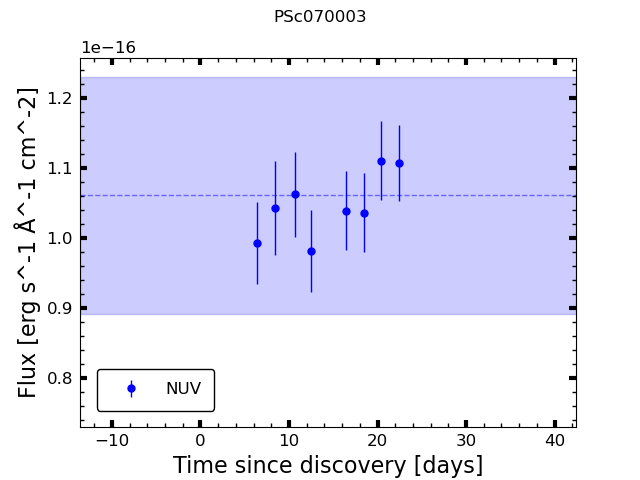 PSc070003
1e−16
1.2
1.1
1.0
0.9
0.8
Flux [erg s^-1 Å^-1 cm^-2]
NUV
−10 0 10 20 30 40
Time since discovery [days]